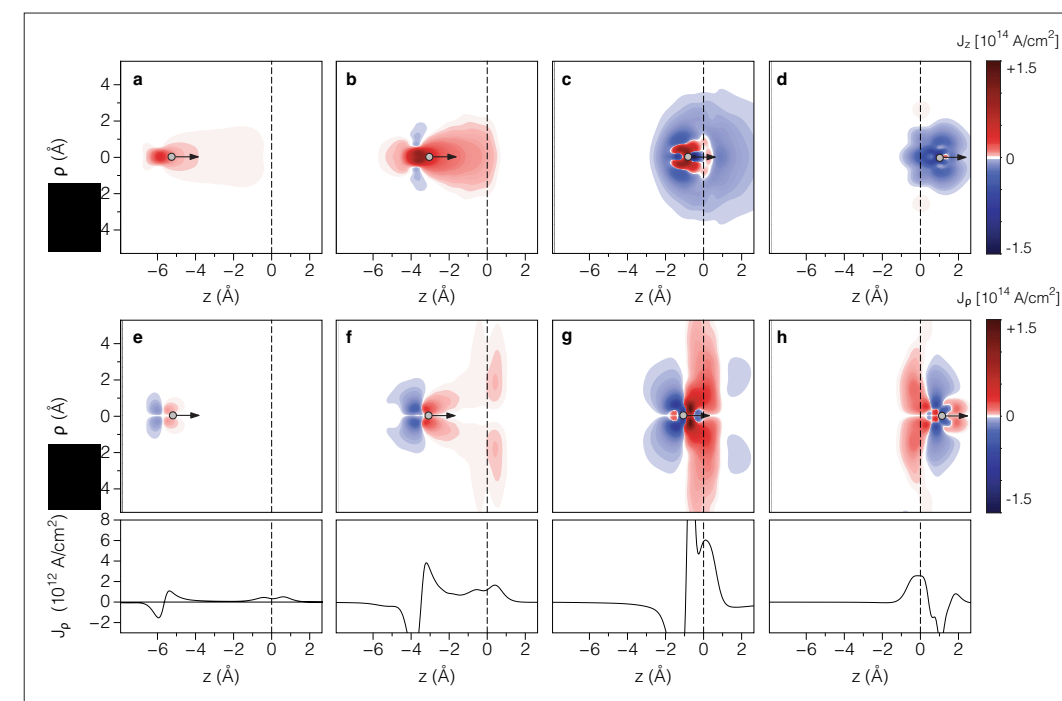 J_z [10^14 A/cm^2]
a b c d
ρ (Å)
4 2 0 2 4
+1.5 0 -1.5
−6 −4 −2 0 2 −6 −4 −2 0 2 −6 −4 −2 0 2 −6 −4 −2 0 2
z (Å) z (Å) z (Å) z (Å)
J_ρ [10^14 A/cm^2]
e f g h
ρ (Å)
4 2 0 2 4
+1.5 0 -1.5
J_ρ (10^12 A/cm^2)
8 6 4 2 0 −2
−6 −4 −2 0 2 −6 −4 −2 0 2 −6 −4 −2 0 2 −6 −4 −2 0 2
z (Å) z (Å) z (Å) z (Å)